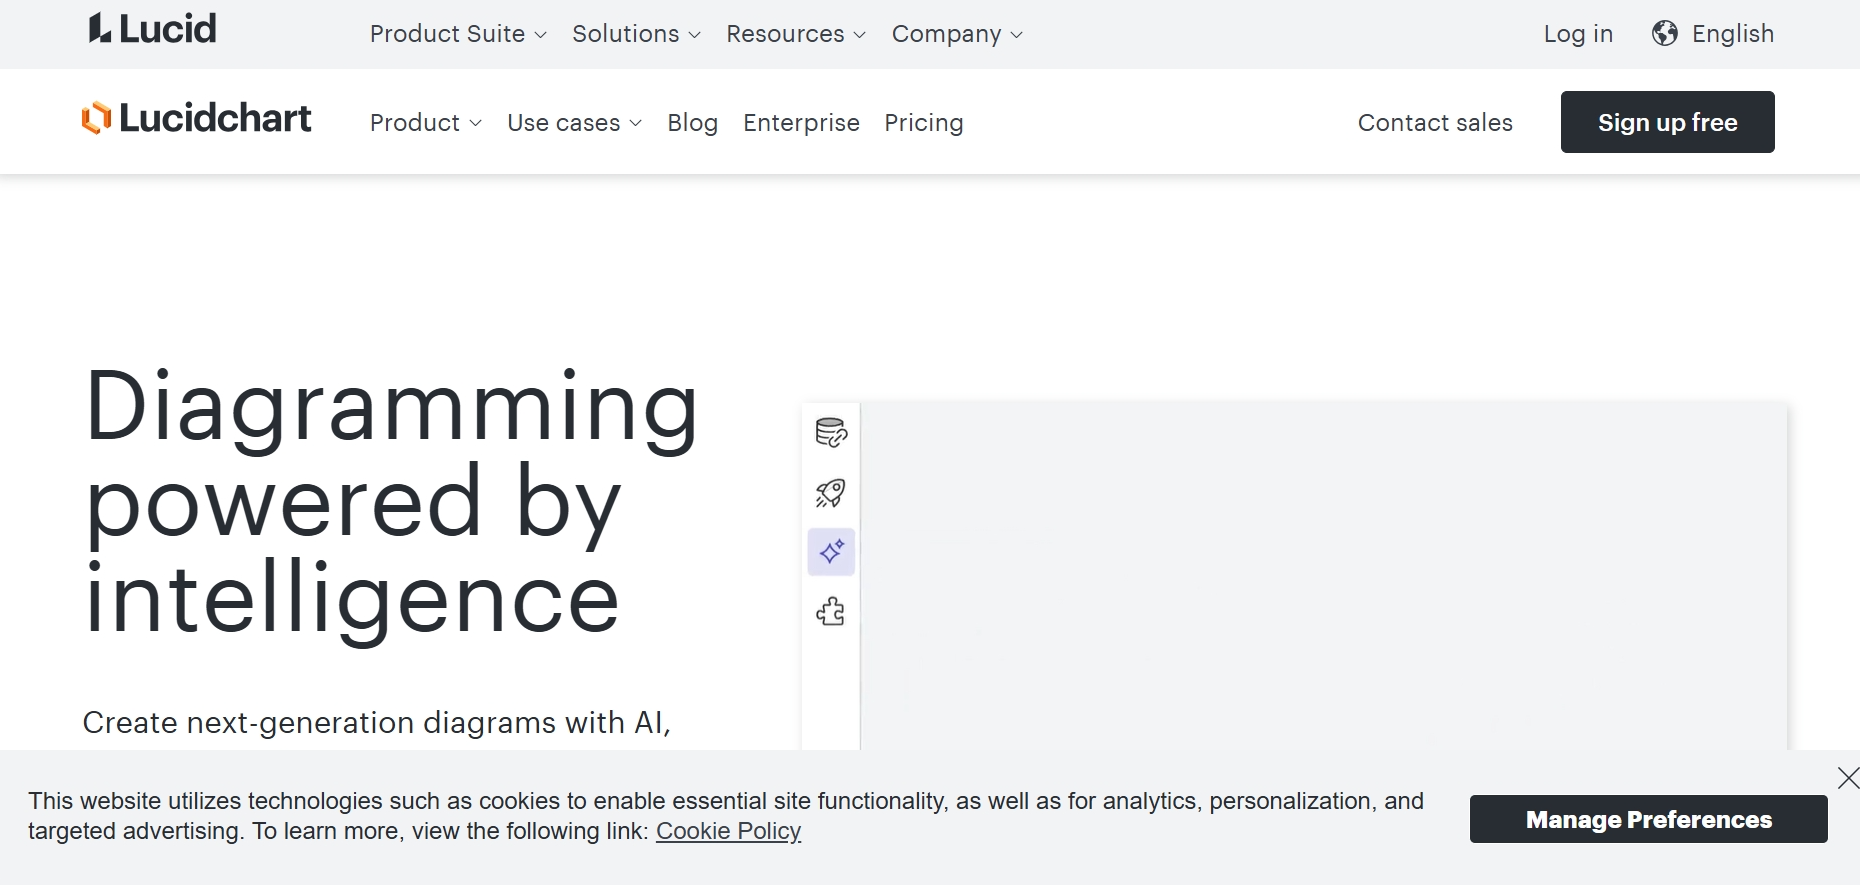 Lucid Product Suite Solutions Resources Company Log in English
Lucidchart Product Use cases Blog Enterprise Pricing Contact sales Sign up free
Diagramming
powered by
intelligence
Create next-generation diagrams with AI,
This website utilizes technologies such as cookies to enable essential site functionality, as well as for analytics, personalization, and
targeted advertising. To learn more, view the following link: Cookie Policy
Manage Preferences